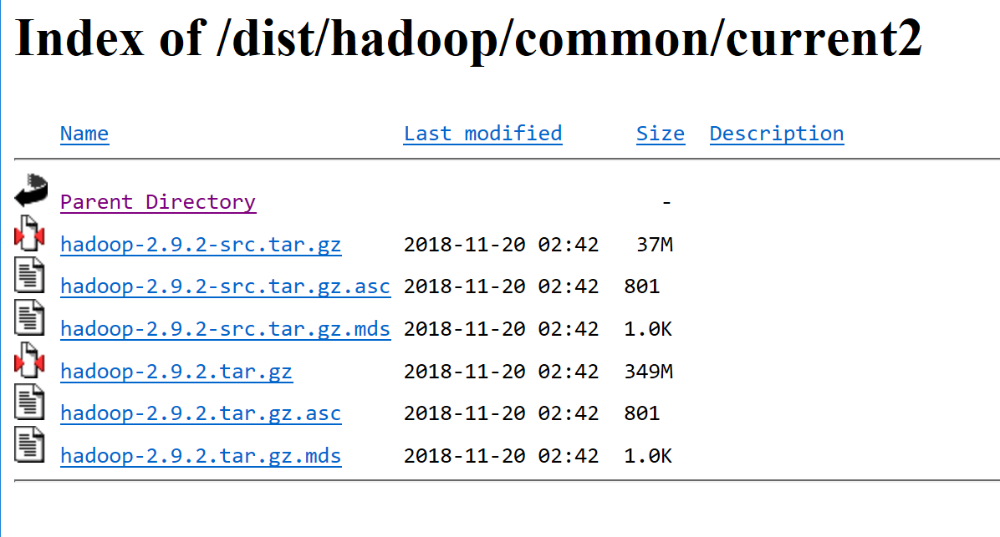 Index of /dist/hadoop/common/current2
Name Last modified Size Description
Parent Directory -
hadoop-2.9.2-src.tar.gz 2018-11-20 02:42 37M
hadoop-2.9.2-src.tar.gz.asc 2018-11-20 02:42 801
hadoop-2.9.2-src.tar.gz.mds 2018-11-20 02:42 1.0K
hadoop-2.9.2.tar.gz 2018-11-20 02:42 349M
hadoop-2.9.2.tar.gz.asc 2018-11-20 02:42 801
hadoop-2.9.2.tar.gz.mds 2018-11-20 02:42 1.0K